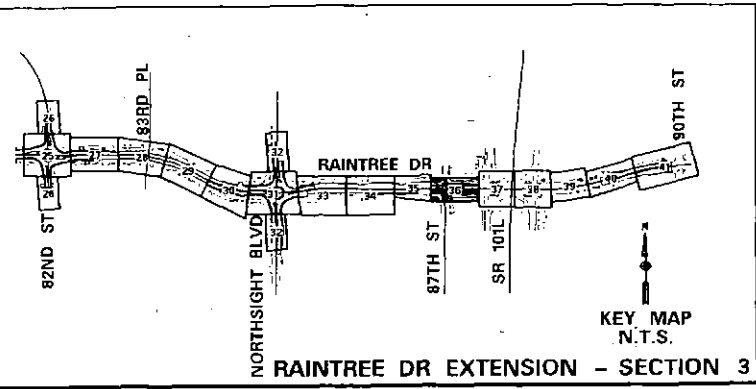 83RD PL
90TH ST
26
32
RAINTREE DR
25
27
28
29
30
31
33
34
35
36
37
38
39
40
41
26
32
82ND ST
NORTHSIGHT BLVD
87TH ST
SR 101L
N
KEY MAP
N.T.S.
RAINTREE DR EXTENSION - SECTION 3